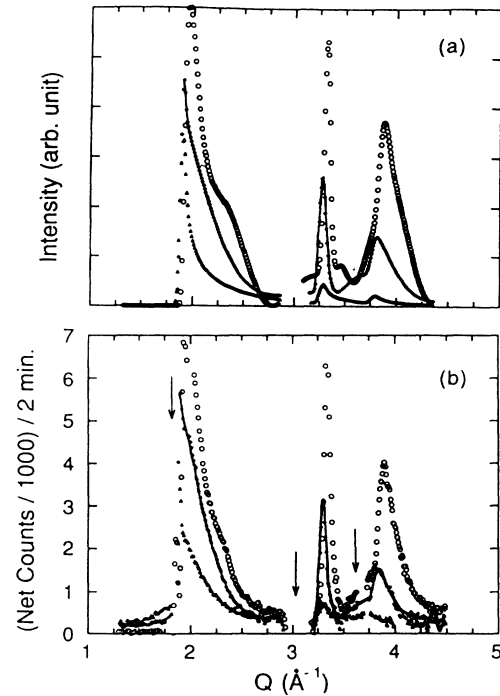 (a)
Intensity (arb. unit)
(b)
(Net Counts / 1000) / 2 min.
7
6
5
4
3
2
1
0
1 2 3 4 5
Q (Å⁻¹)